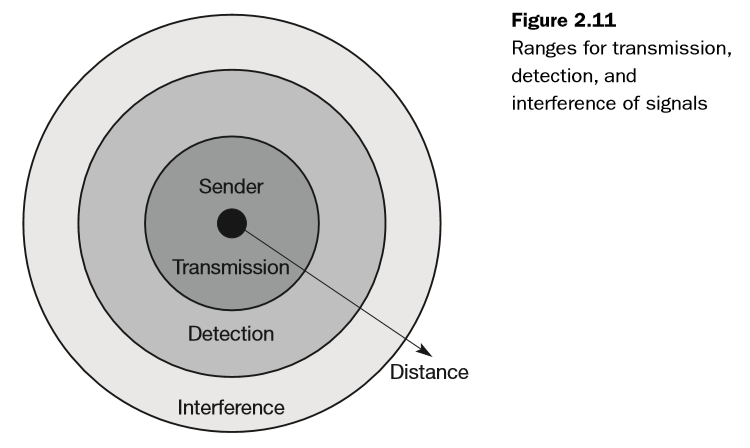 Figure 2.11
Ranges for transmission,
detection, and
interference of signals
Sender
Transmission
Detection
Distance
Interference